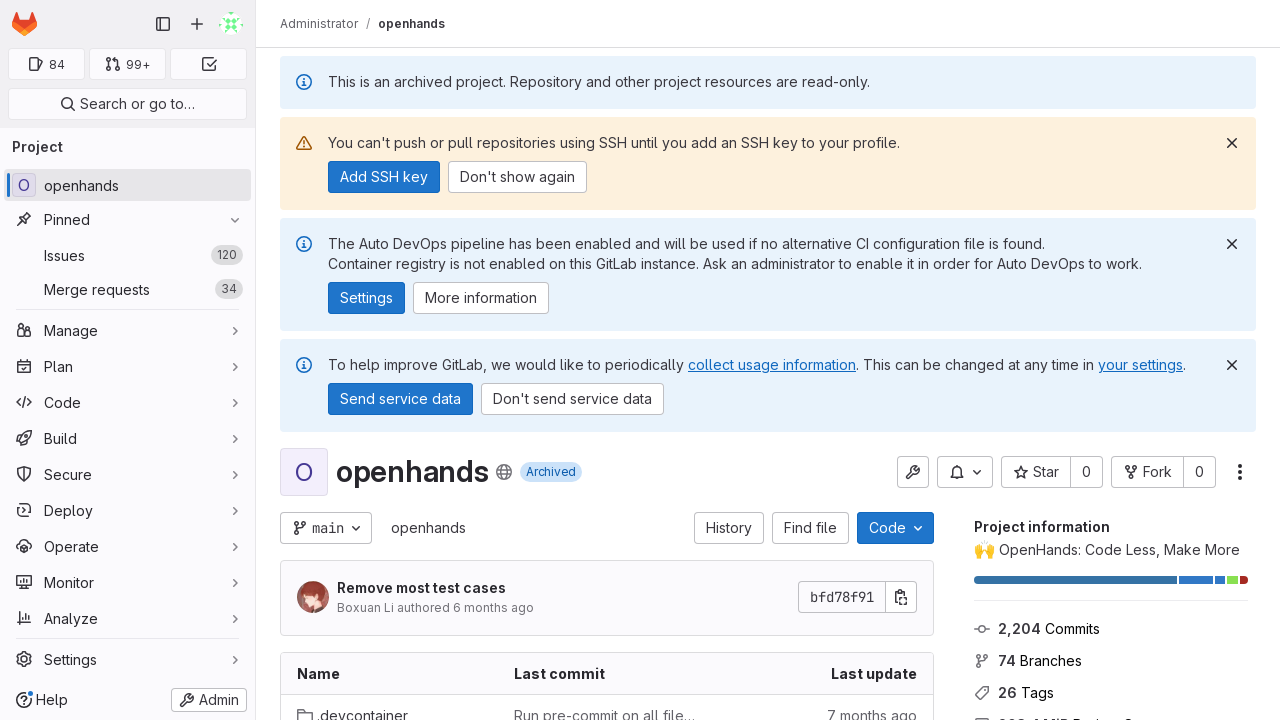 Administrator / openhands
84
99+
Search or go to…
Project
O openhands
Pinned
Issues 120
Merge requests 34
Manage
Plan
Code
Build
Secure
Deploy
Operate
Monitor
Analyze
Settings
Help
Admin
This is an archived project. Repository and other project resources are read-only.
You can't push or pull repositories using SSH until you add an SSH key to your profile.
Add SSH key Don't show again
The Auto DevOps pipeline has been enabled and will be used if no alternative CI configuration file is found.
Container registry is not enabled on this GitLab instance. Ask an administrator to enable it in order for Auto DevOps to work.
Settings More information
To help improve GitLab, we would like to periodically collect usage information. This can be changed at any time in your settings.
Send service data Don't send service data
O openhands Archived
Star 0 Fork 0
main openhands History Find file Code
Remove most test cases
Boxuan Li authored 6 months ago
bfd78f91
Name Last commit Last update
.devcontainer Run pre-commit on all file… 7 months ago
Project information
🙌 OpenHands: Code Less, Make More
2,204 Commits
74 Branches
26 Tags